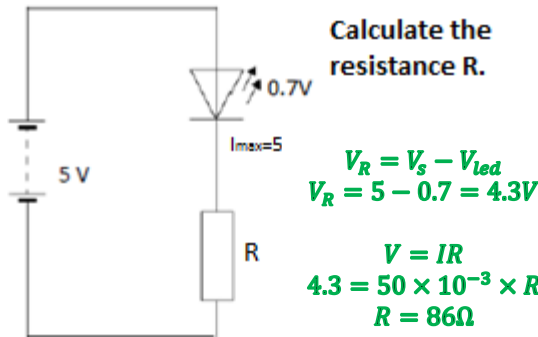 Calculate the
resistance R.
0.7V
Imax=5
5 V
V_R = V_s − V_led
V_R = 5 − 0.7 = 4.3V
R
V = IR
4.3 = 50 × 10⁻³ × R
R = 86Ω